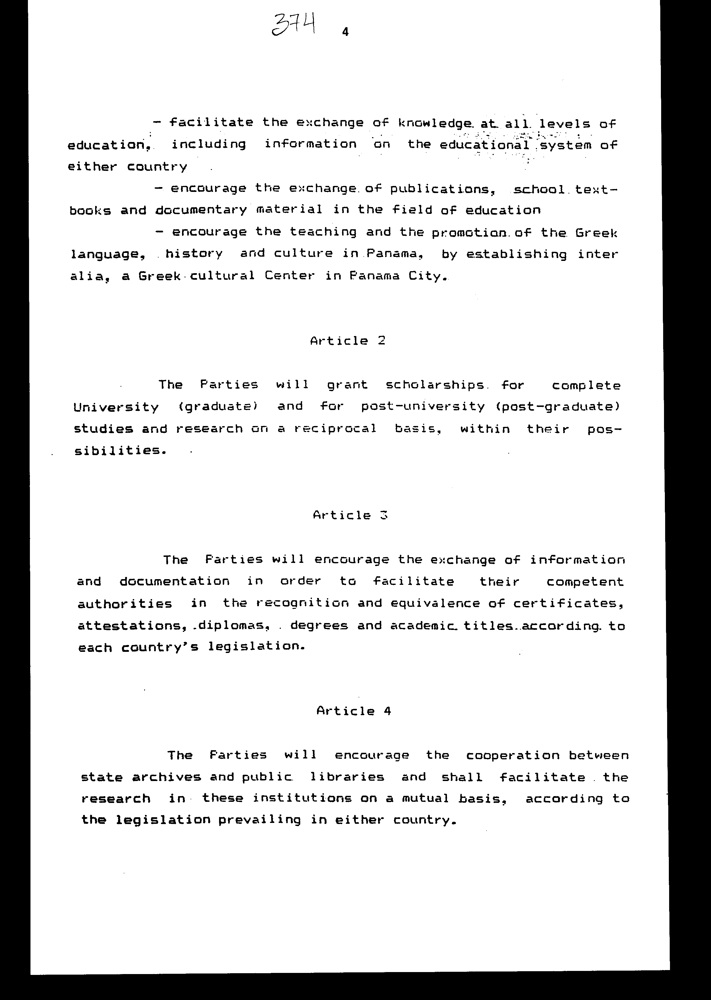 374 4
- facilitate the exchange of knowledge at all levels of
education, including information on the educational system of
either country
- encourage the exchange of publications, school text-
books and documentary material in the field of education
- encourage the teaching and the promotion of the Greek
language, history and culture in Panama, by establishing inter
alia, a Greek cultural Center in Panama City.
Article 2
The Parties will grant scholarships for complete
University (graduate) and for post-university (post-graduate)
studies and research on a reciprocal basis, within their pos-
sibilities.
Article 3
The Parties will encourage the exchange of information
and documentation in order to facilitate their competent
authorities in the recognition and equivalence of certificates,
attestations, diplomas, degrees and academic titles according to
each country's legislation.
Article 4
The Parties will encourage the cooperation between
state archives and public libraries and shall facilitate the
research in these institutions on a mutual basis, according to
the legislation prevailing in either country.